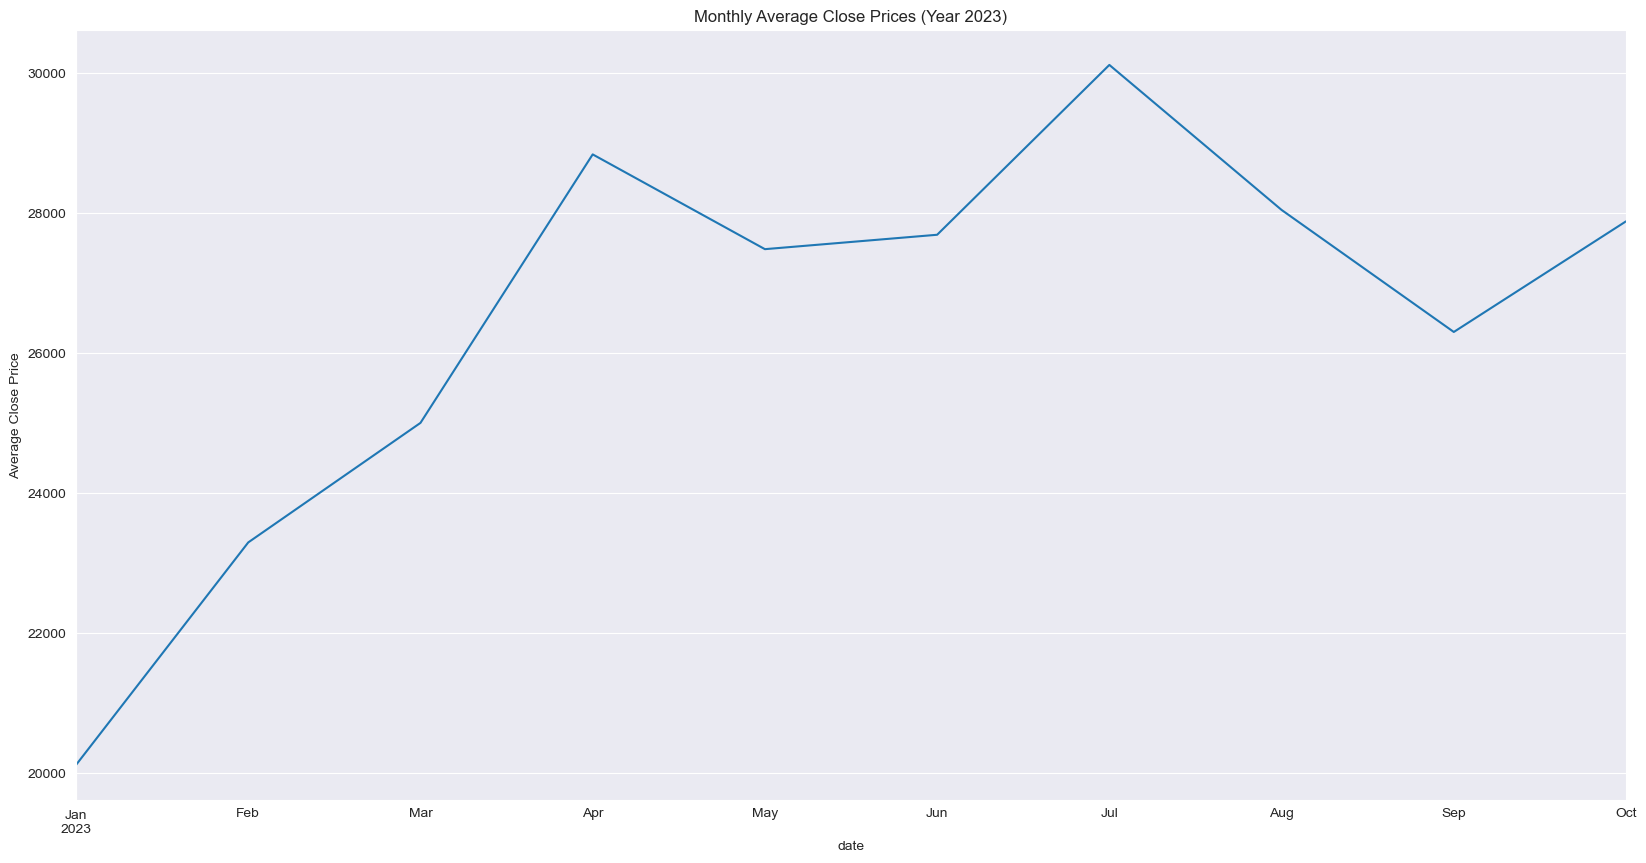 Monthly Average Close Prices (Year 2023)
30000
28000
26000
24000
22000
20000
Average Close Price
Jan Feb Mar Apr May Jun Jul Aug Sep Oct
2023
date